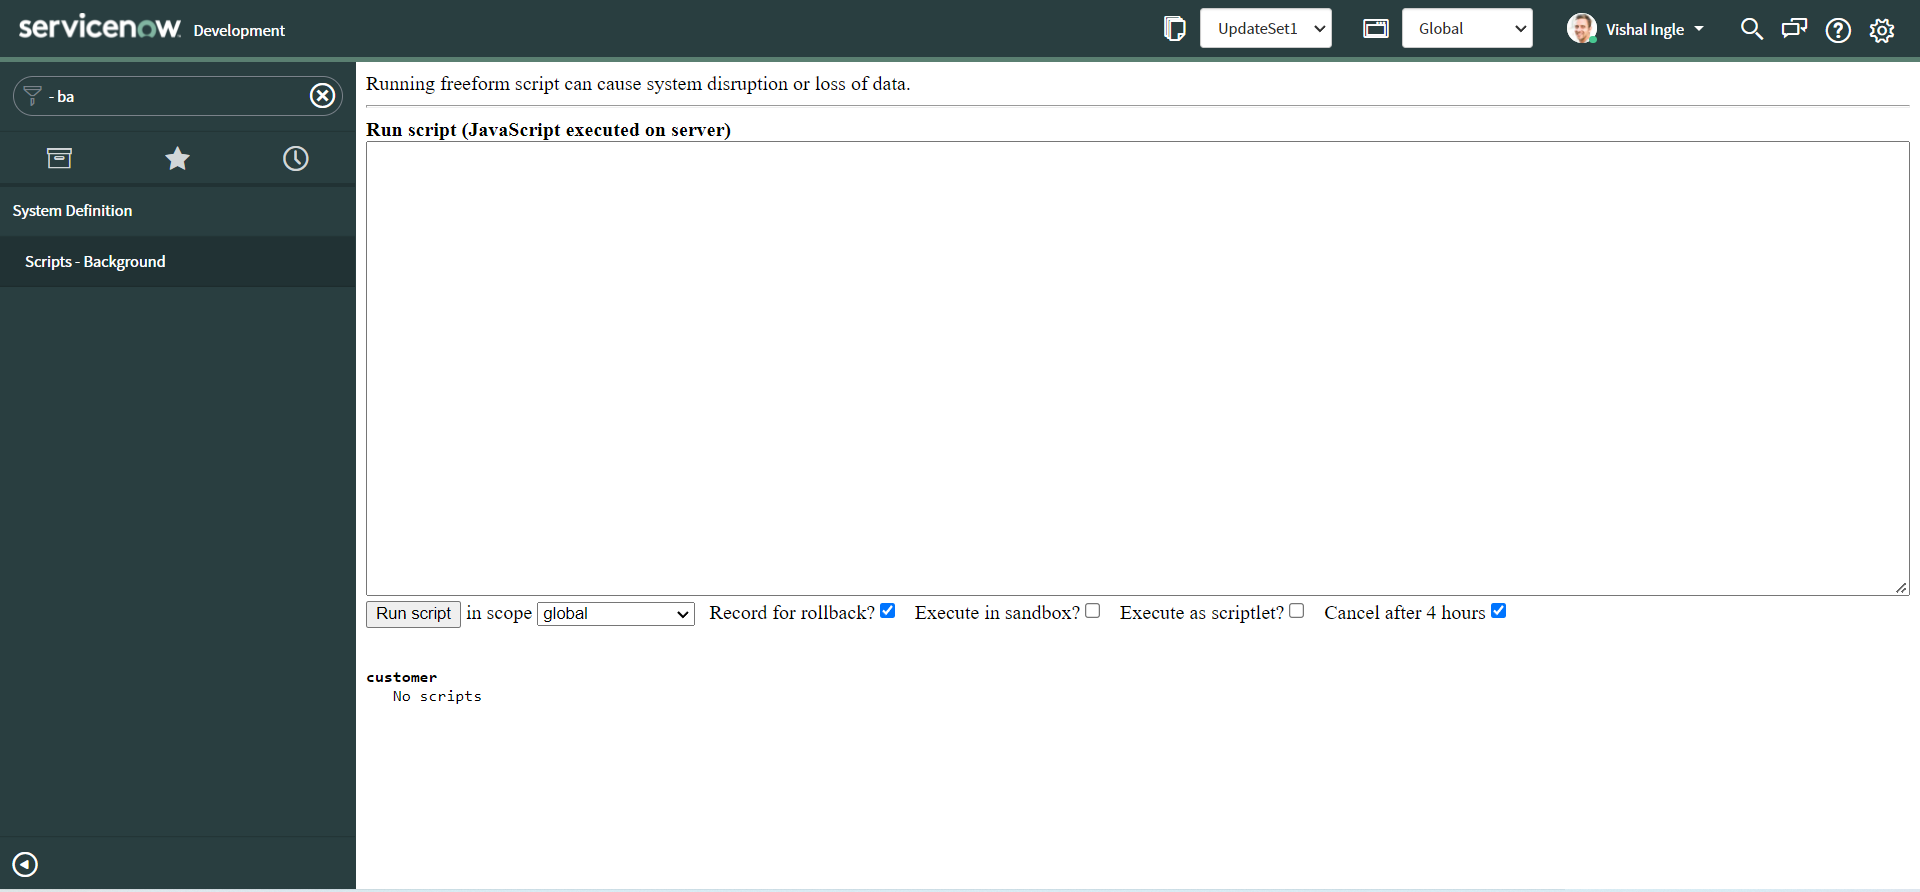 servicenow. Development
UpdateSet1
Global
Vishal Ingle
- ba
System Definition
Scripts - Background
Running freeform script can cause system disruption or loss of data.
Run script (JavaScript executed on server)
Run script in scope global Record for rollback? Execute in sandbox? Execute as scriptlet? Cancel after 4 hours
customer
No scripts